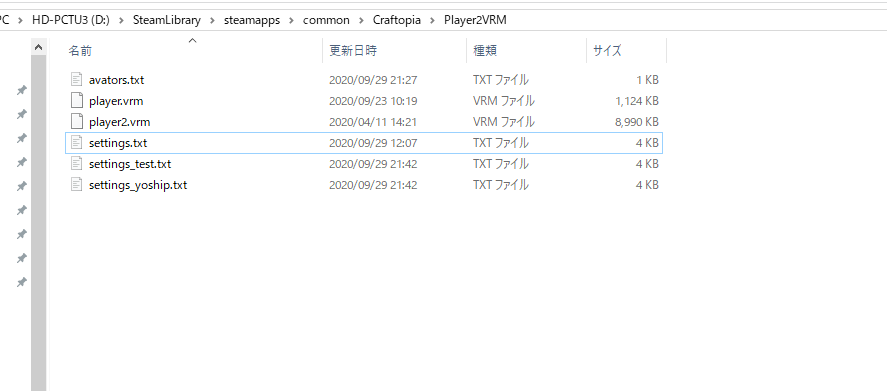 PC > HD-PCTU3 (D:) > SteamLibrary > steamapps > common > Craftopia > Player2VRM
名前 更新日時 種類 サイズ
avators.txt 2020/09/29 21:27 TXT ファイル 1 KB
player.vrm 2020/09/23 10:19 VRM ファイル 1,124 KB
player2.vrm 2020/04/11 14:21 VRM ファイル 8,990 KB
settings.txt 2020/09/29 12:07 TXT ファイル 4 KB
settings_test.txt 2020/09/29 21:42 TXT ファイル 4 KB
settings_yoship.txt 2020/09/29 21:42 TXT ファイル 4 KB